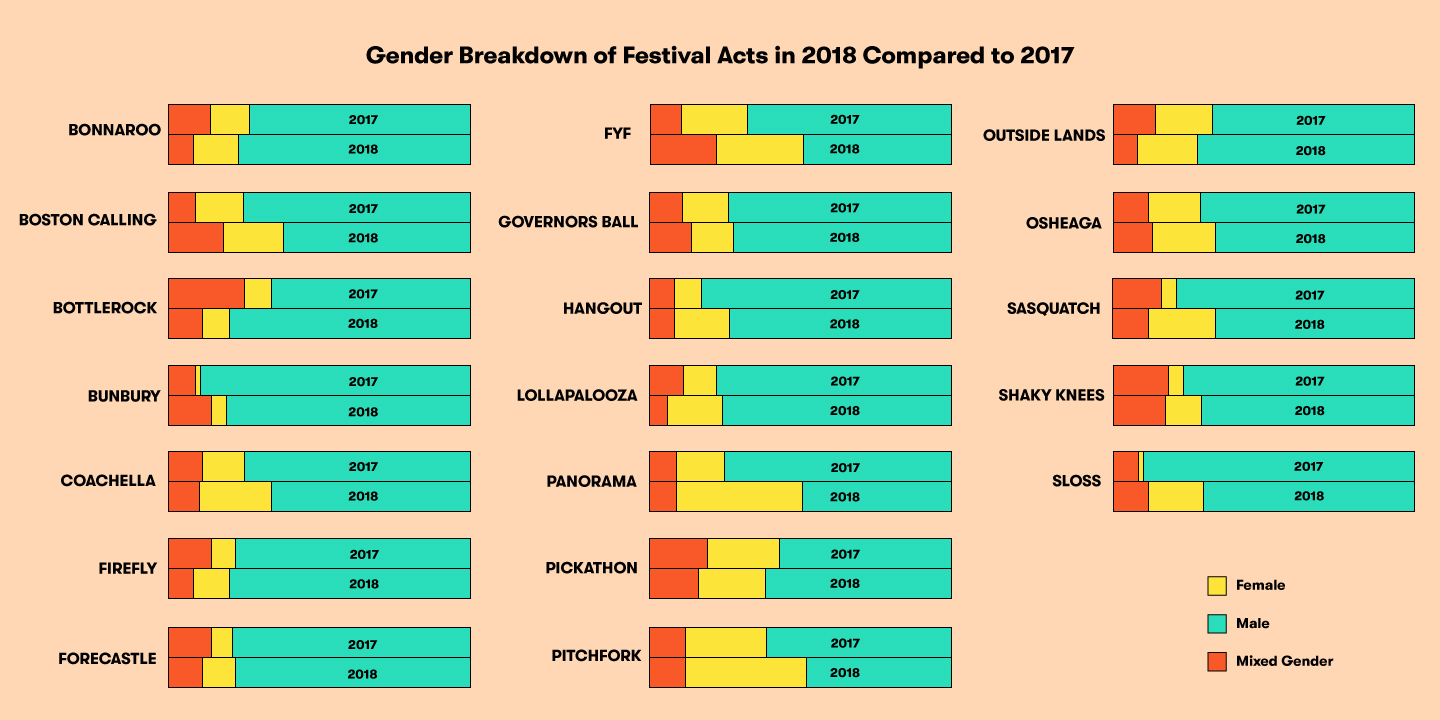 Gender Breakdown of Festival Acts in 2018 Compared to 2017
BONNAROO
2017
2018
BOSTON CALLING
2017
2018
BOTTLEROCK
2017
2018
BUNBURY
2017
2018
COACHELLA
2017
2018
FIREFLY
2017
2018
FORECASTLE
2017
2018
FYF
2017
2018
GOVERNORS BALL
2017
2018
HANGOUT
2017
2018
LOLLAPALOOZA
2017
2018
PANORAMA
2017
2018
PICKATHON
2017
2018
PITCHFORK
2017
2018
OUTSIDE LANDS
2017
2018
OSHEAGA
2017
2018
SASQUATCH
2017
2018
SHAKY KNEES
2017
2018
SLOSS
2017
2018
Female
Male
Mixed Gender